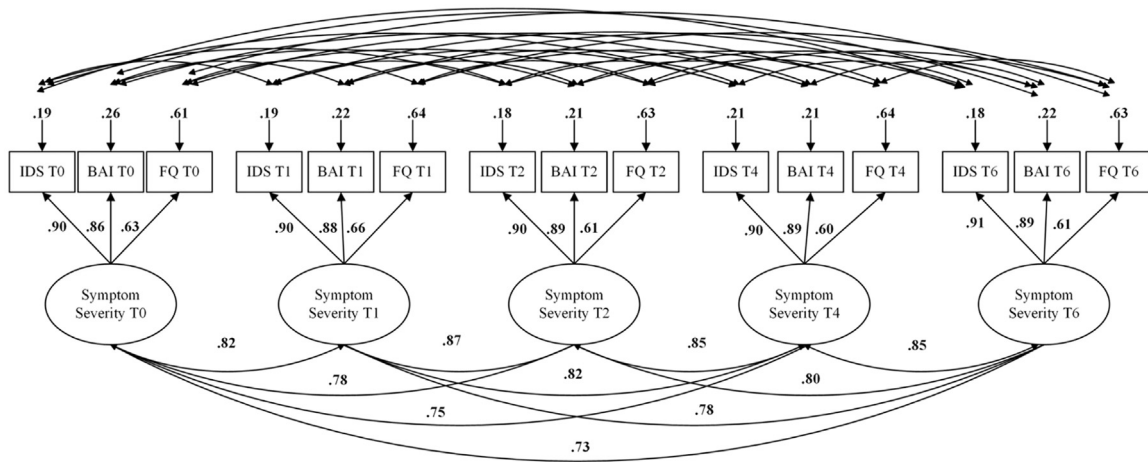 .19 .26 .61 .19 .22 .64 .18 .21 .63 .21 .21 .64 .18 .22 .63
IDS T0 BAI T0 FQ T0 IDS T1 BAI T1 FQ T1 IDS T2 BAI T2 FQ T2 IDS T4 BAI T4 FQ T4 IDS T6 BAI T6 FQ T6
.90 .86 .63 .90 .88 .66 .90 .89 .61 .90 .89 .60 .91 .89 .61
Symptom Severity T0
Symptom Severity T1
Symptom Severity T2
Symptom Severity T4
Symptom Severity T6
.82 .87 .85 .85
.78 .82 .80
.75 .78
.73